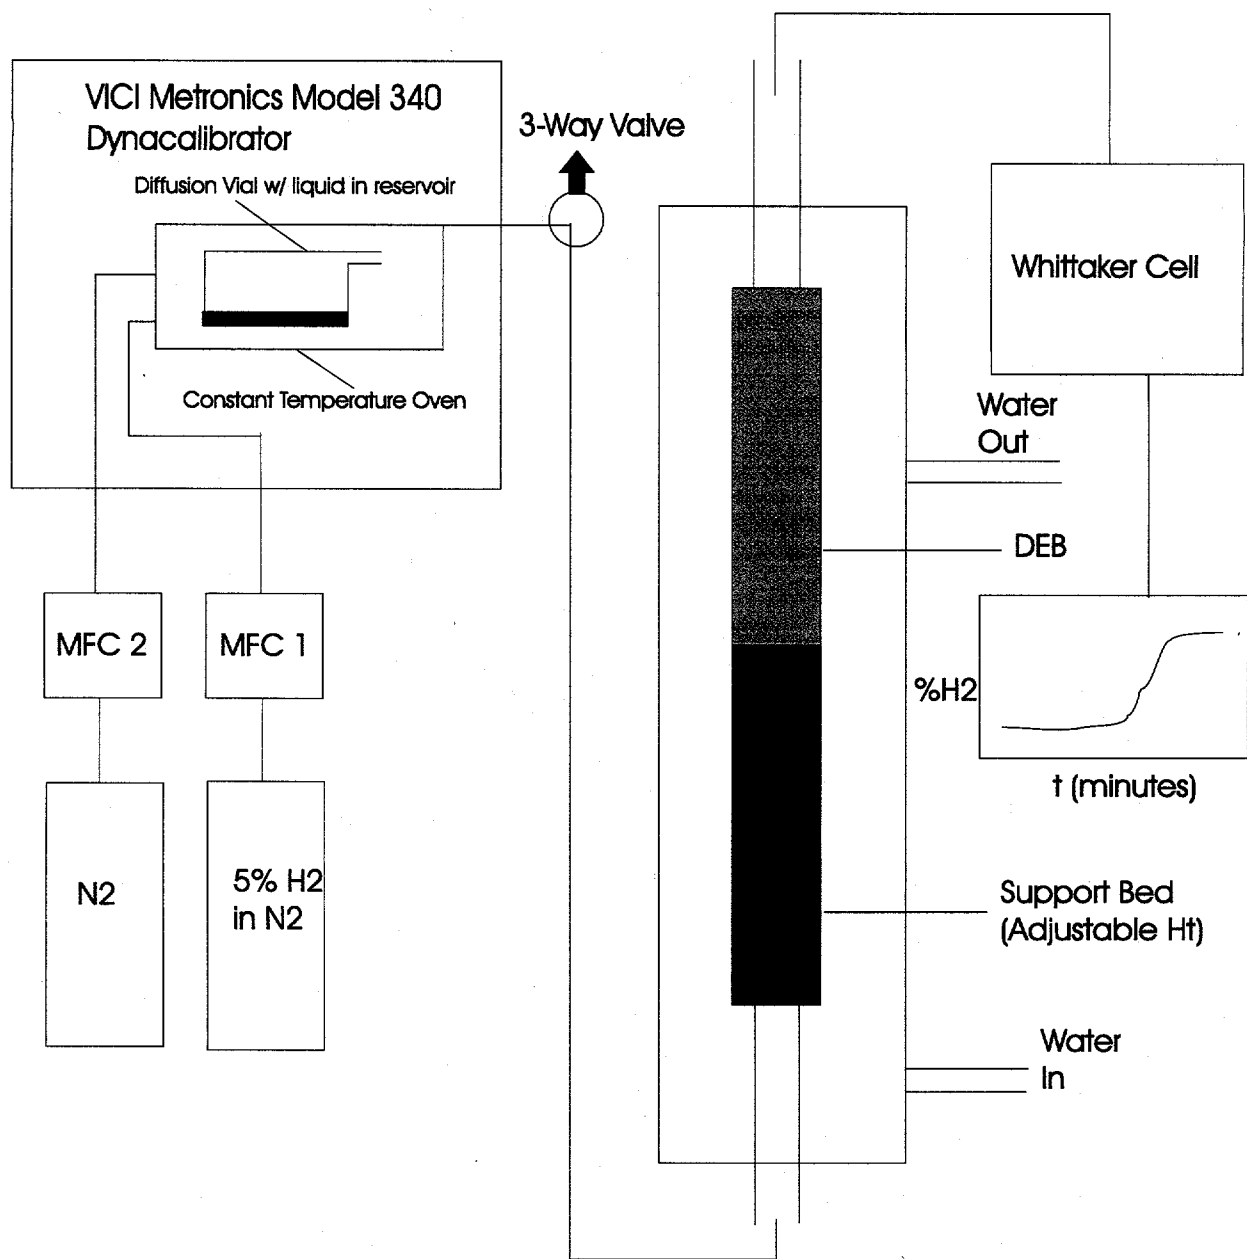 VICI Metronics Model 340
Dynacalibrator
Diffusion Vial w/ liquid in reservoir
Constant Temperature Oven
3-Way Valve
Whittaker Cell
Water
Out
DEB
MFC 2
MFC 1
%H2
t (minutes)
N2
5% H2
in N2
Support Bed
(Adjustable Ht)
Water
In